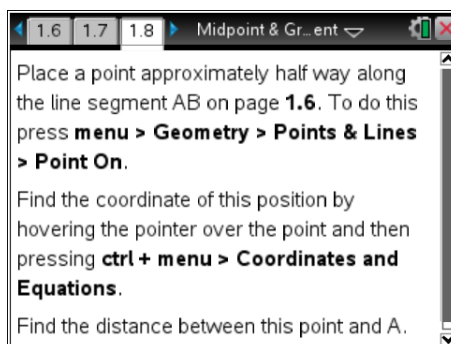 1.6 1.7 1.8 Midpoint & Gr...ent
Place a point approximately half way along
the line segment AB on page 1.6. To do this
press menu > Geometry > Points & Lines
> Point On.
Find the coordinate of this position by
hovering the pointer over the point and then
pressing ctrl + menu > Coordinates and
Equations.
Find the distance between this point and A.